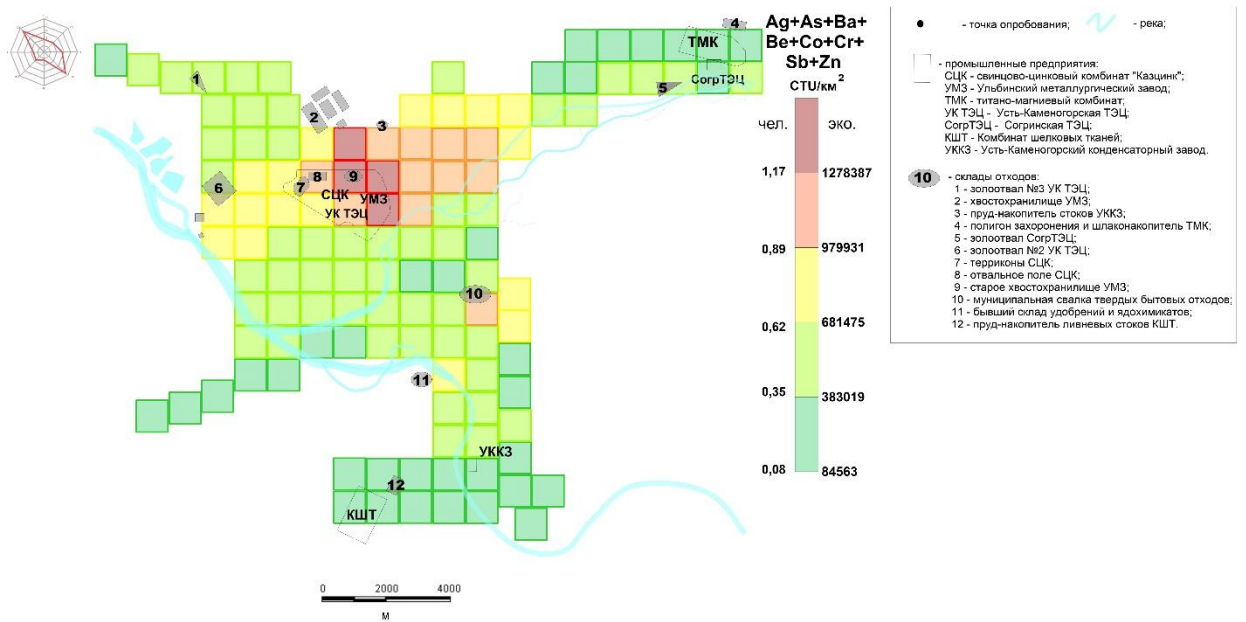 Ag+As+Ba+
Be+Co+Cr+
Sb+Zn
CTU/км²
чел. эко.
1,17 1278387
0,89 979931
0,62 681475
0,35 383019
0,08 84563
1
2
3
4
ТМК
СогрТЭЦ
5
6
7
8
9
СЦК
УМЗ
УК ТЭЦ
10
11
УККЗ
12
КШТ
0 2000 4000
м
- точка опробования; - река;
- промышленные предприятия:
СЦК - свинцово-цинковый комбинат "Казцинк";
УМЗ - Ульбинский металлургический завод;
ТМК - титано-магниевый комбинат;
УК ТЭЦ - Усть-Каменогорская ТЭЦ;
СогрТЭЦ - Согринская ТЭЦ;
КШТ - Комбинат шелковых тканей;
УККЗ - Усть-Каменогорский конденсаторный завод.
10 - склады отходов:
1 - золоотвал №3 УК ТЭЦ;
2 - хвостохранилище УМЗ;
3 - пруд-накопитель стоков УККЗ;
4 - полигон захоронения и шлаконакопитель ТМК;
5 - золоотвал СогрТЭЦ;
6 - золоотвал №2 УК ТЭЦ;
7 - терриконы СЦК;
8 - отвальное поле СЦК;
9 - старое хвостохранилище УМЗ;
10 - муниципальная свалка твердых бытовых отходов;
11 - бывший склад удобрений и ядохимикатов;
12 - пруд-накопитель ливневых стоков КШТ.